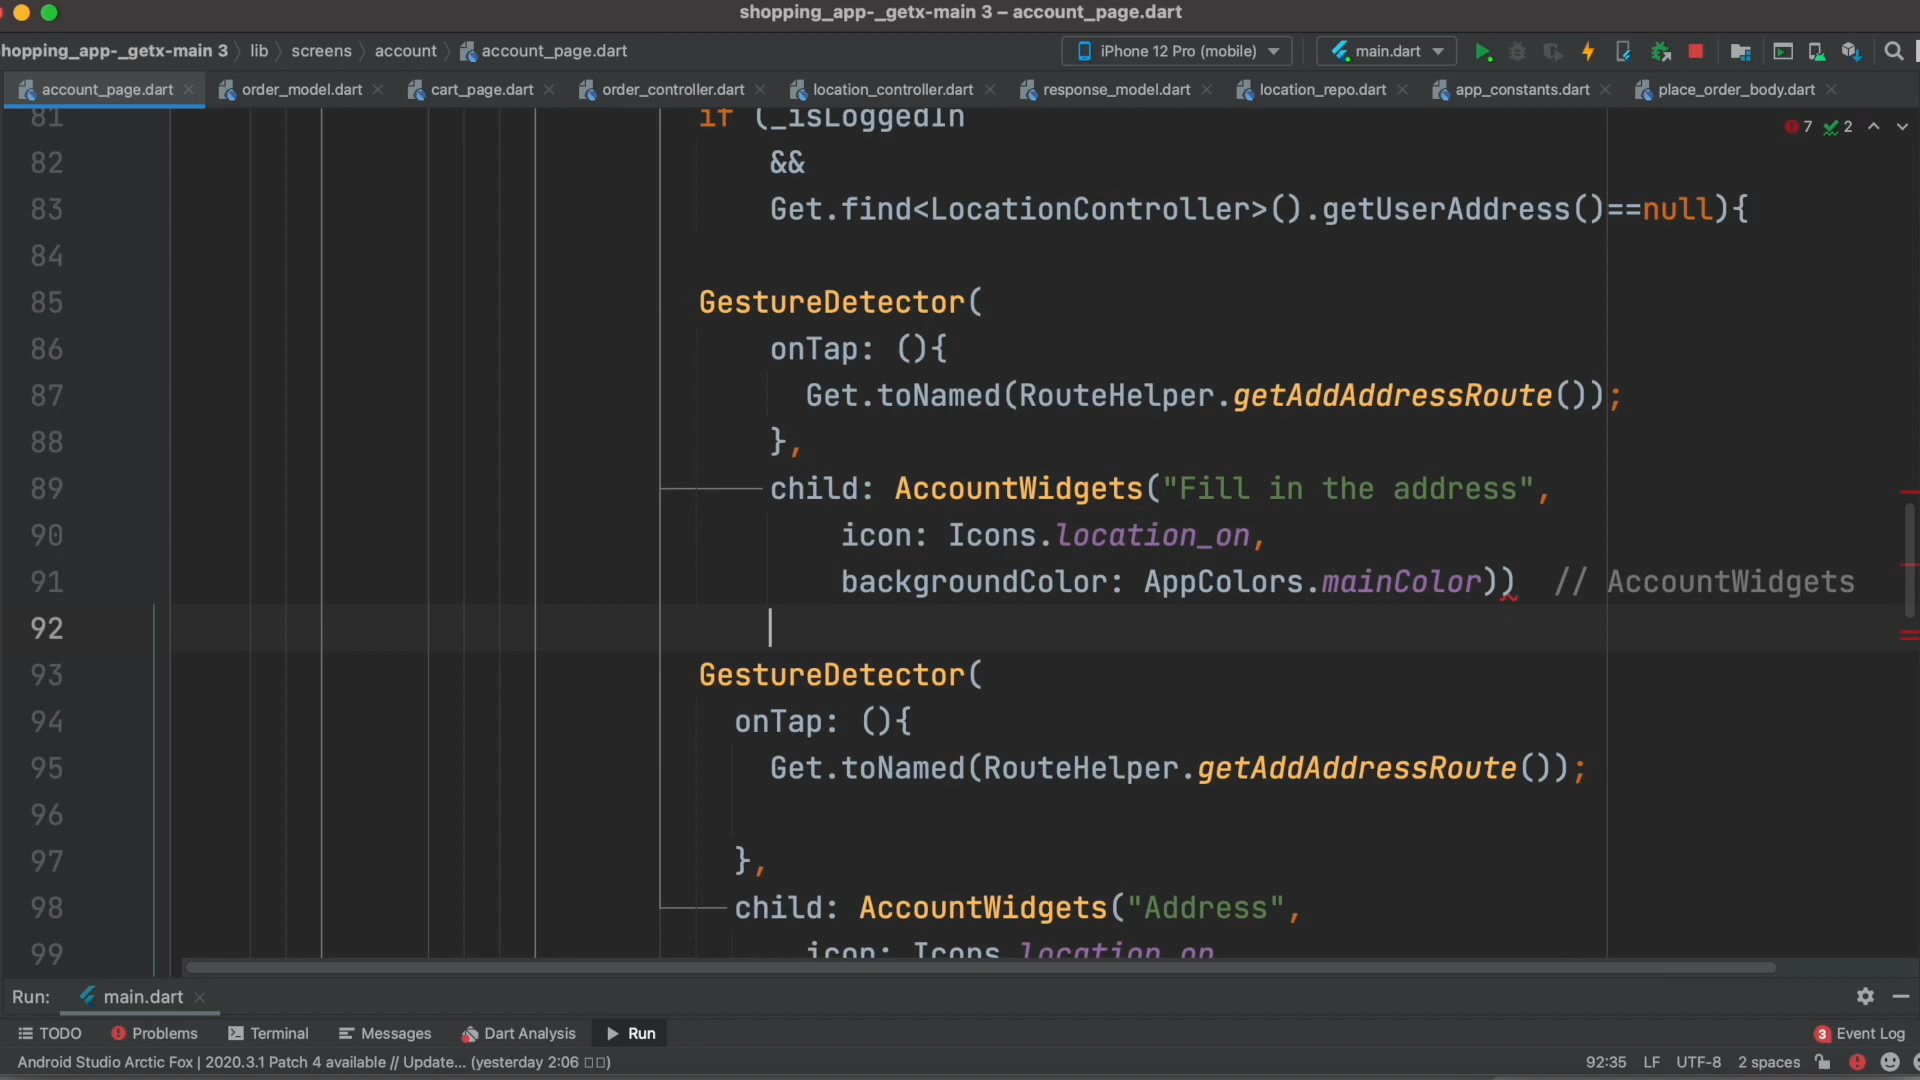 shopping_app-_getx-main 3 – account_page.dart
hopping_app-_getx-main 3 〉 lib 〉 screens 〉 account 〉 account_page.dart
iPhone 12 Pro (mobile) main.dart
account_page.dart order_model.dart cart_page.dart order_controller.dart location_controller.dart response_model.dart location_repo.dart app_constants.dart place_order_body.dart
7 2
81 if (_isLoggedIn
82 &&
83 Get.find<LocationController>().getUserAddress()==null){
84
85 GestureDetector(
86 onTap: (){
87 Get.toNamed(RouteHelper.getAddAddressRoute());
88 },
89 child: AccountWidgets("Fill in the address",
90 icon: Icons.location_on,
91 backgroundColor: AppColors.mainColor)) // AccountWidgets
92
93 GestureDetector(
94 onTap: (){
95 Get.toNamed(RouteHelper.getAddAddressRoute());
96
97 },
98 child: AccountWidgets("Address",
99 icon: Icons.location_on
Run: main.dart
TODO Problems Terminal Messages Dart Analysis Run 3 Event Log
Android Studio Arctic Fox | 2020.3.1 Patch 4 available // Update... (yesterday 2:06 92:35 LF UTF-8 2 spaces